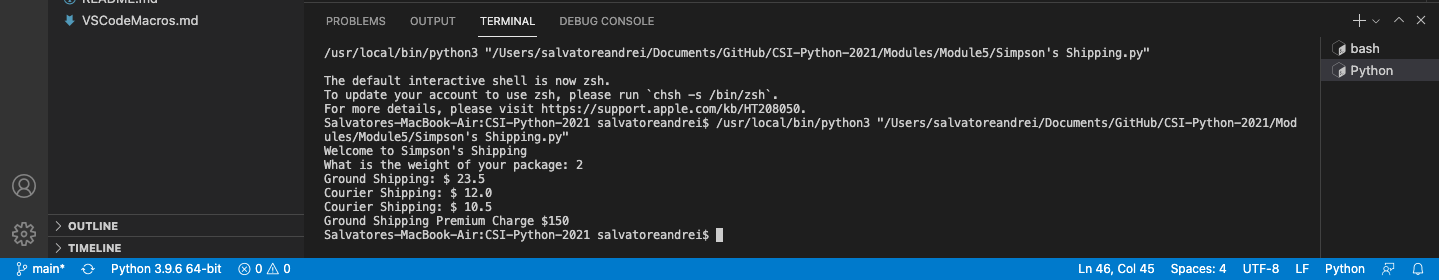 README.md
VSCodeMacros.md
PROBLEMS OUTPUT TERMINAL DEBUG CONSOLE
/usr/local/bin/python3 "/Users/salvatoreandrei/Documents/GitHub/CSI-Python-2021/Modules/Module5/Simpson's Shipping.py"
bash
Python
The default interactive shell is now zsh.
To update your account to use zsh, please run `chsh -s /bin/zsh`.
For more details, please visit https://support.apple.com/kb/HT208050.
Salvatores-MacBook-Air:CSI-Python-2021 salvatoreandrei$ /usr/local/bin/python3 "/Users/salvatoreandrei/Documents/GitHub/CSI-Python-2021/Mod
ules/Module5/Simpson's Shipping.py"
Welcome to Simpson's Shipping
What is the weight of your package: 2
Ground Shipping: $ 23.5
Courier Shipping: $ 12.0
Courier Shipping: $ 10.5
Ground Shipping Premium Charge $150
Salvatores-MacBook-Air:CSI-Python-2021 salvatoreandrei$
OUTLINE
TIMELINE
main* Python 3.9.6 64-bit 0 0 Ln 46, Col 45 Spaces: 4 UTF-8 LF Python